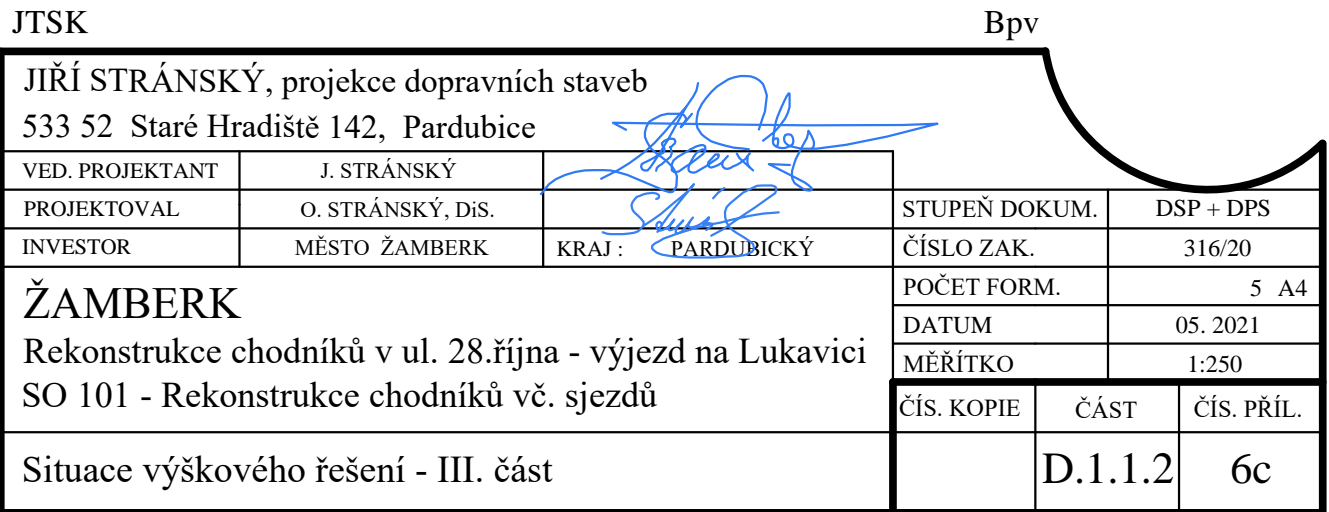 JTSK Bpv
JIŘÍ STRÁNSKÝ, projekce dopravních staveb
533 52 Staré Hradiště 142, Pardubice
VED. PROJEKTANT J. STRÁNSKÝ
PROJEKTOVAL O. STRÁNSKÝ, DiS. STUPEŇ DOKUM. DSP + DPS
INVESTOR MĚSTO ŽAMBERK KRAJ : PARDUBICKÝ ČÍSLO ZAK. 316/20
POČET FORM. 5 A4
ŽAMBERK
DATUM 05. 2021
Rekonstrukce chodníků v ul. 28.října - výjezd na Lukavici
MĚŘÍTKO 1:250
SO 101 - Rekonstrukce chodníků vč. sjezdů
ČÍS. KOPIE ČÁST ČÍS. PŘÍL.
Situace výškového řešení - III. část D.1.1.2 6c